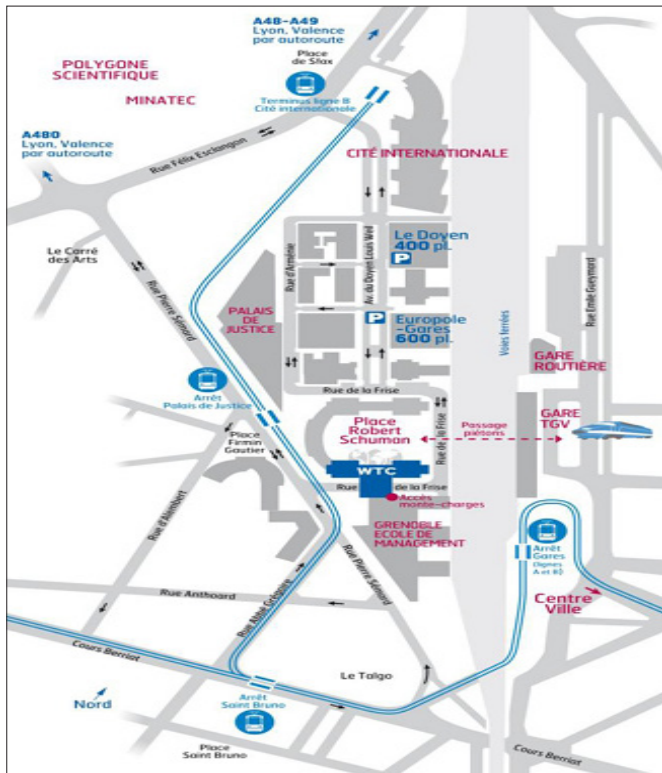 A48-A49
Lyon, Valence
par autoroute
Place
de Sfax
POLYGONE
SCIENTIFIQUE
MINATEC
Terminus ligne B
Cité internationale
A480
Lyon, Valence
par autoroute
Rue Félix Esclangon
CITÉ INTERNATIONALE
Le Carré
des Arts
Rue Pierre Sémard
Rue d'Arménie
Av. du Doyen Louis Weil
Le Doyen
400 pl.
P
PALAIS
DE
JUSTICE
P
Europole
-Gares
600 pl.
Voies ferrées
Rue Emile Gueymard
GARE
ROUTIÈRE
Arrêt
Palais de Justice
Rue de la Frise
Place
Robert
Schuman
Rue de la Frise
Passage
piétons
GARE
TGV
Place
Firmin
Gautier
WTC
Rue de la Frise
Accès
monte-charges
Rue d'Alembert
GRENOBLE
ECOLE DE
MANAGEMENT
Arrêt
Gares
(lignes
A et B)
Rue Anthoard
Rue Abbé Grégoire
Rue Pierre Sémard
Centre
Ville
Cours Berriat
Le Talgo
Nord
Arrêt
Saint Bruno
Place
Saint Bruno
Cours Berriat